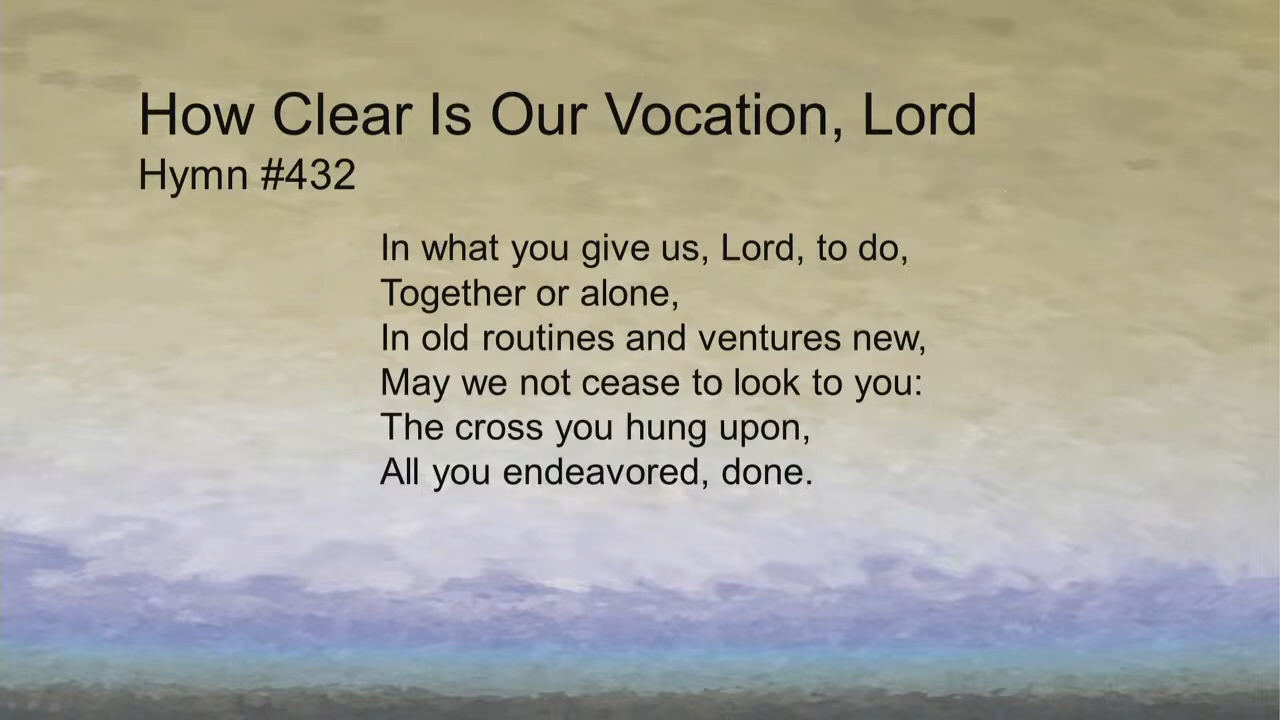 How Clear Is Our Vocation, Lord
Hymn #432
In what you give us, Lord, to do,
Together or alone,
In old routines and ventures new,
May we not cease to look to you:
The cross you hung upon,
All you endeavored, done.